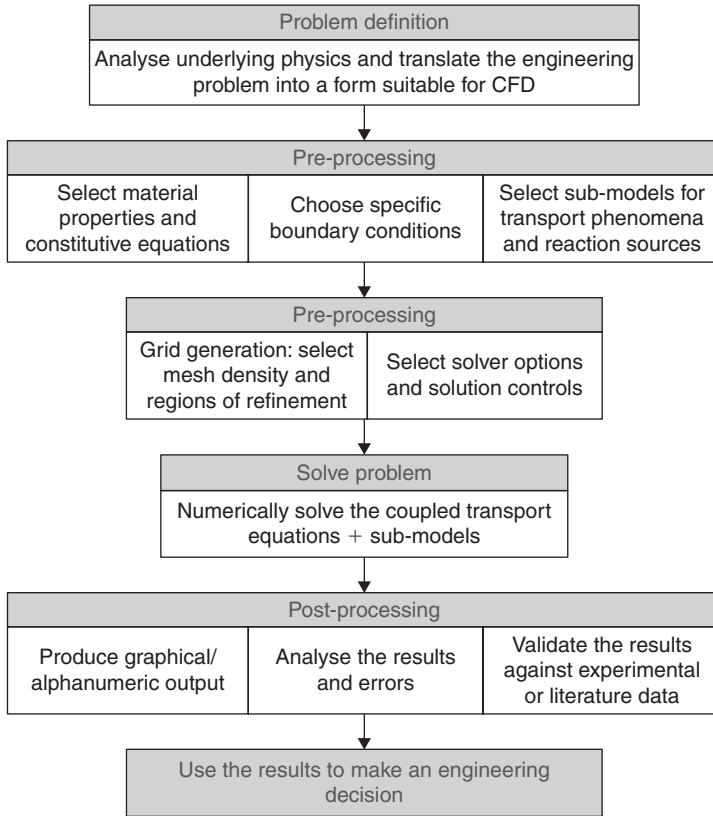 Problem definition
Analyse underlying physics and translate the engineering
problem into a form suitable for CFD
Pre-processing
Select material
properties and
constitutive equations
Choose specific
boundary conditions
Select sub-models for
transport phenomena
and reaction sources
Pre-processing
Grid generation: select
mesh density and
regions of refinement
Select solver options
and solution controls
Solve problem
Numerically solve the coupled transport
equations + sub-models
Post-processing
Produce graphical/
alphanumeric output
Analyse the results
and errors
Validate the results
against experimental
or literature data
Use the results to make an engineering
decision